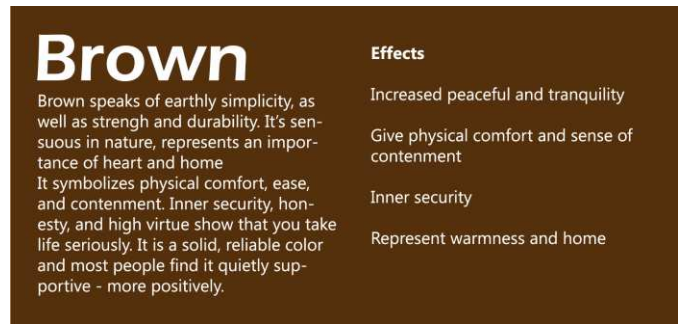 Brown
Brown speaks of earthly simplicity, as
well as strengh and durability. It's sen-
suous in nature, represents an impor-
tance of heart and home
It symbolizes physical comfort, ease,
and contenment. Inner security, hon-
esty, and high virtue show that you take
life seriously. It is a solid, reliable color
and most people find it quietly sup-
portive - more positively.
Effects
Increased peaceful and tranquility
Give physical comfort and sense of
contenment
Inner security
Represent warmness and home